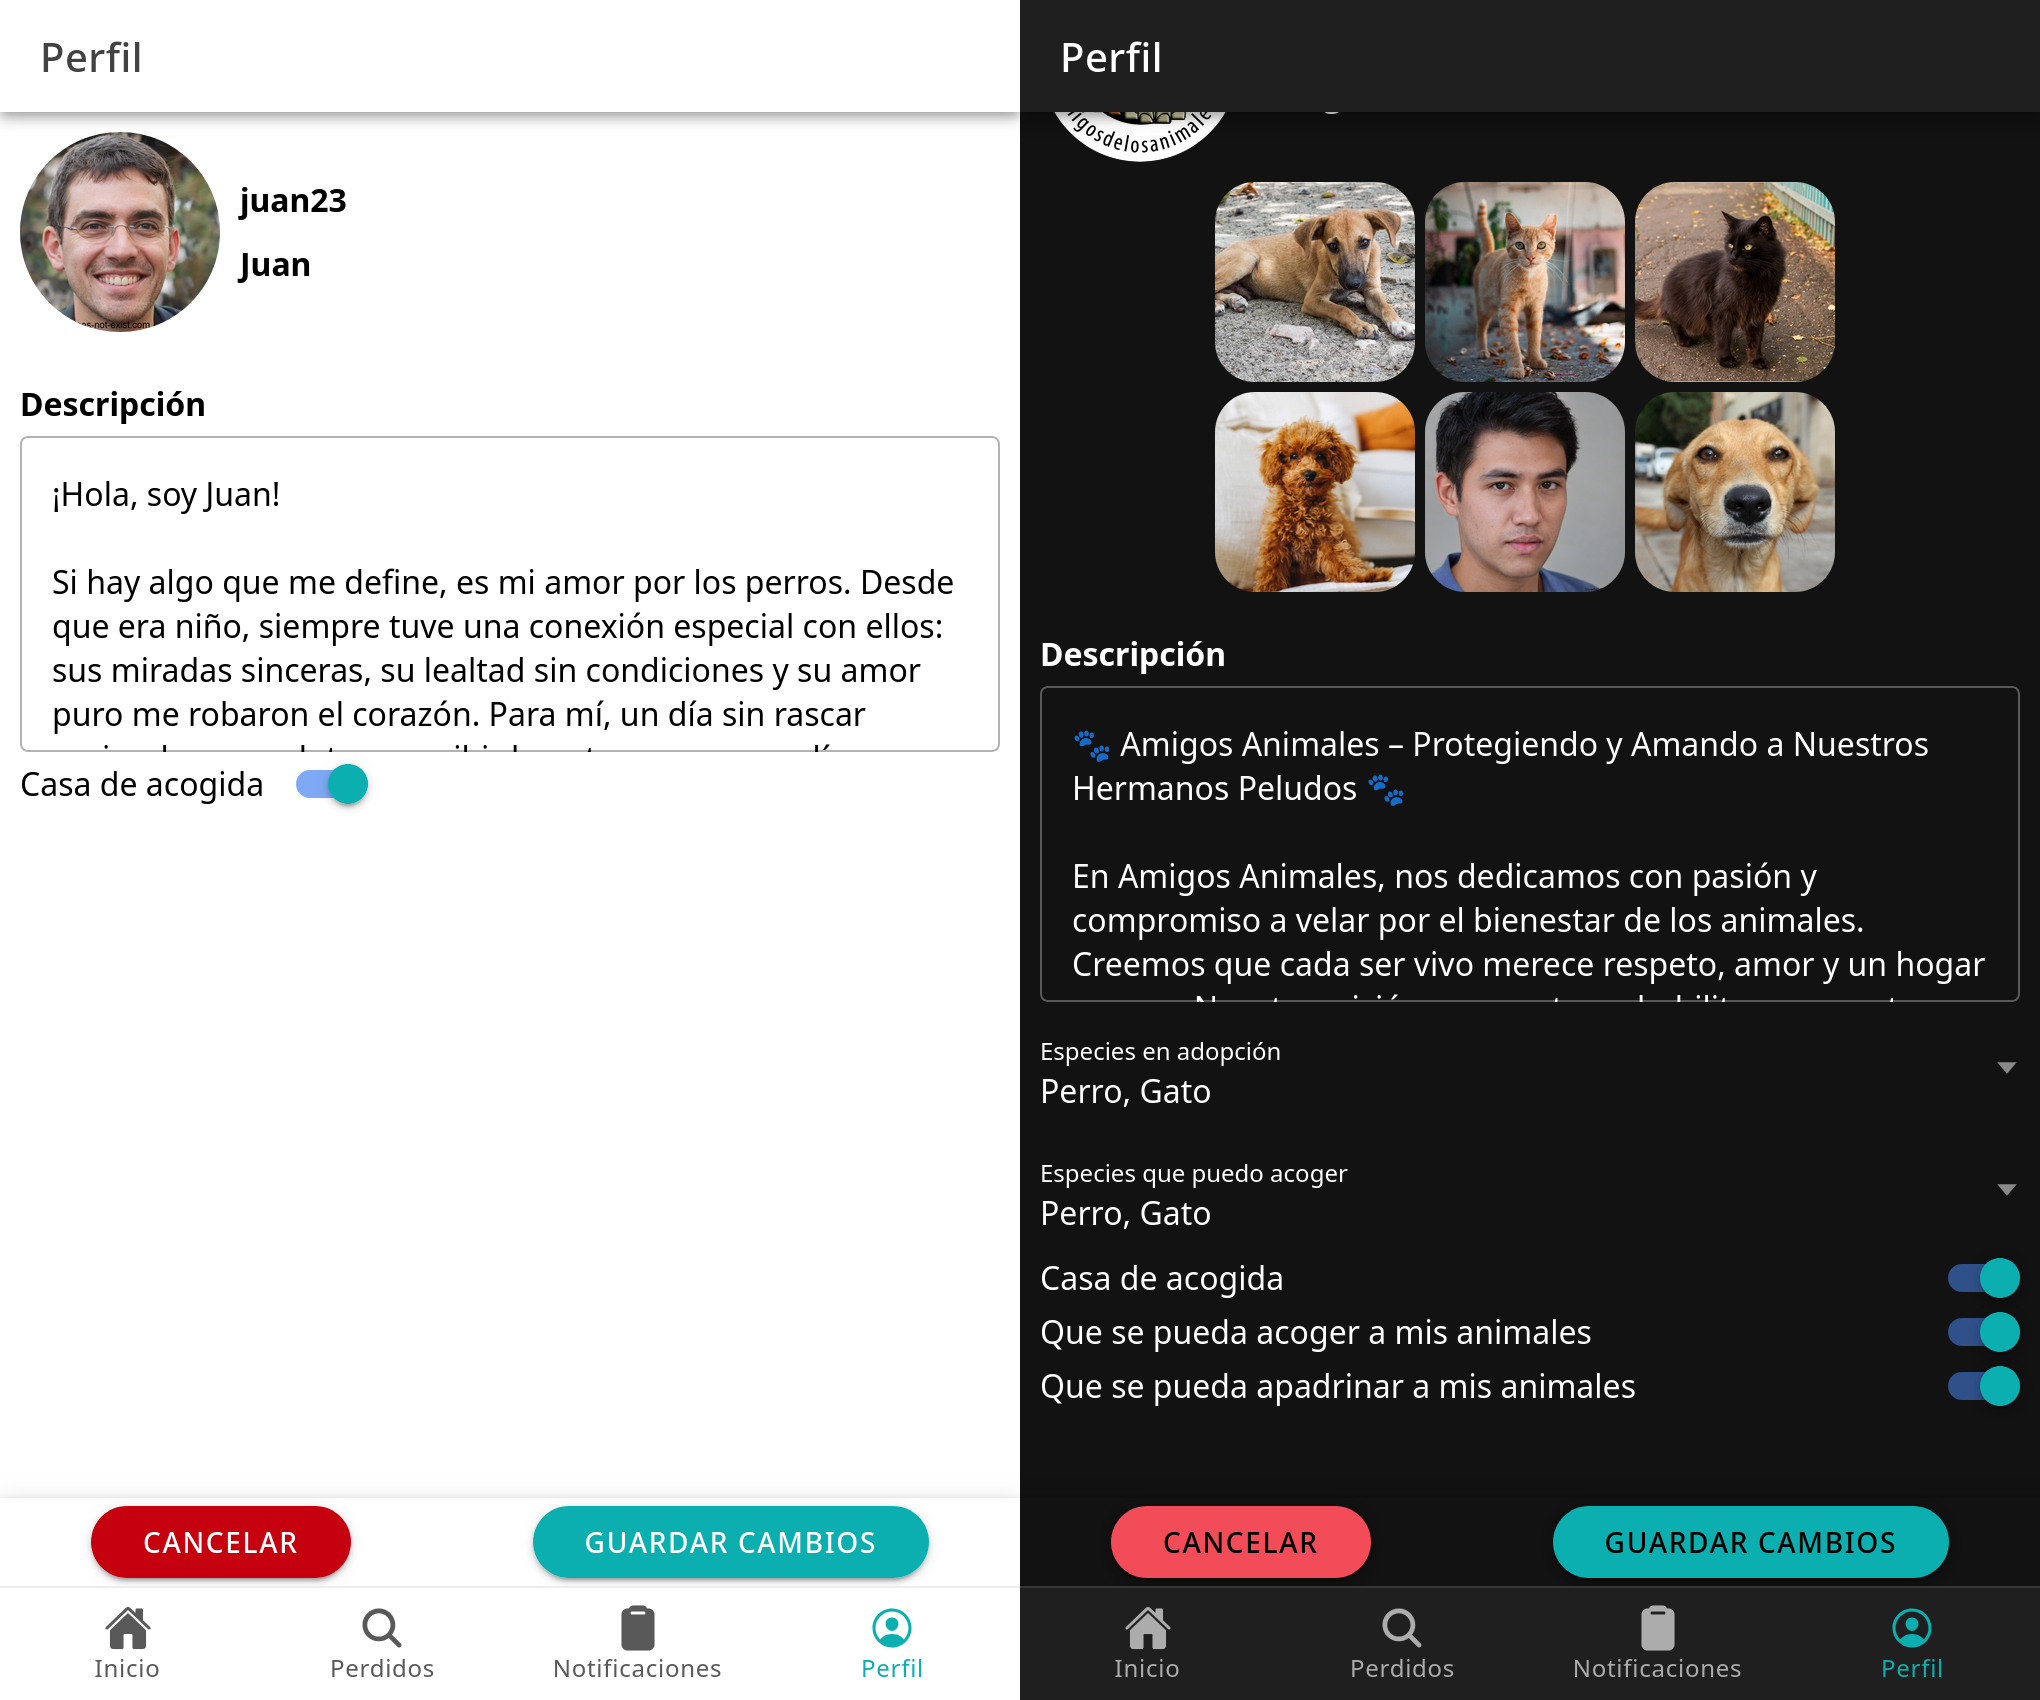 Perfil
juan23
Juan
es-not-exist.com
Descripción
¡Hola, soy Juan!
Si hay algo que me define, es mi amor por los perros. Desde
que era niño, siempre tuve una conexión especial con ellos:
sus miradas sinceras, su lealtad sin condiciones y su amor
puro me robaron el corazón. Para mí, un día sin rascar
Casa de acogida
CANCELAR
GUARDAR CAMBIOS
Inicio
Perdidos
Notificaciones
Perfil
Perfil
igosdelosanimale
Descripción
🐾 Amigos Animales – Protegiendo y Amando a Nuestros
Hermanos Peludos 🐾
En Amigos Animales, nos dedicamos con pasión y
compromiso a velar por el bienestar de los animales.
Creemos que cada ser vivo merece respeto, amor y un hogar
Especies en adopción
Perro, Gato
Especies que puedo acoger
Perro, Gato
Casa de acogida
Que se pueda acoger a mis animales
Que se pueda apadrinar a mis animales
CANCELAR
GUARDAR CAMBIOS
Inicio
Perdidos
Notificaciones
Perfil